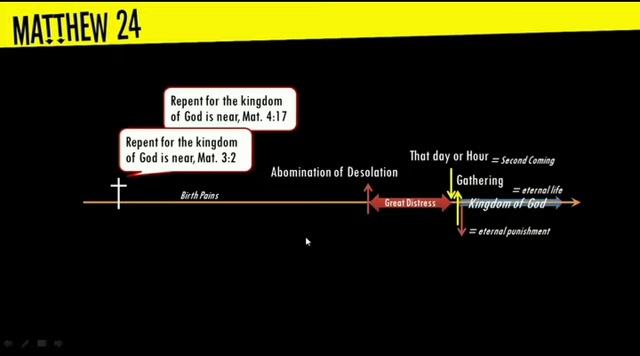 MATTHEW 24
Repent for the kingdom
of God is near, Mat. 4:17
Repent for the kingdom
of God is near, Mat. 3:2
That day or Hour = Second Coming
Abomination of Desolation
Gathering
= eternal life
Birth Pains
Great Distress
Kingdom of God
= eternal punishment